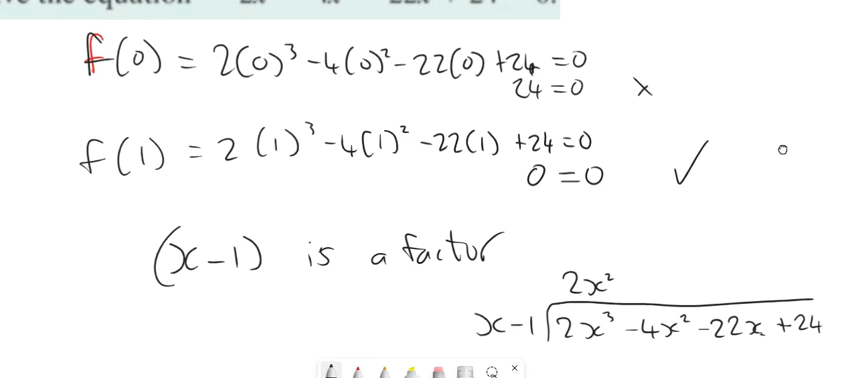 f(0) = 2(0)³ -4(0)² -22(0) +24 =0
24 =0 ×
f(1) = 2 (1)³ -4(1)² -22(1) +24 =0
0 =0 ✓
(x-1) is a factor
2x²
x-1 2x³ -4x² -22x +24